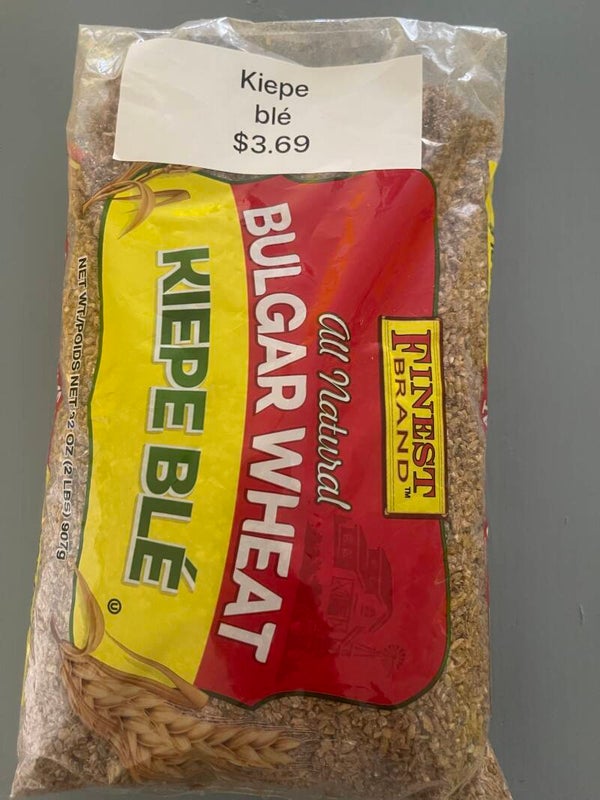 Kiepe
blé
$3.69
FINEST
BRAND™
All Natural
BULGAR WHEAT
KIEPE BLÉ
U
NET WT/POIDS NET 32 OZ (2 LBS) 907g